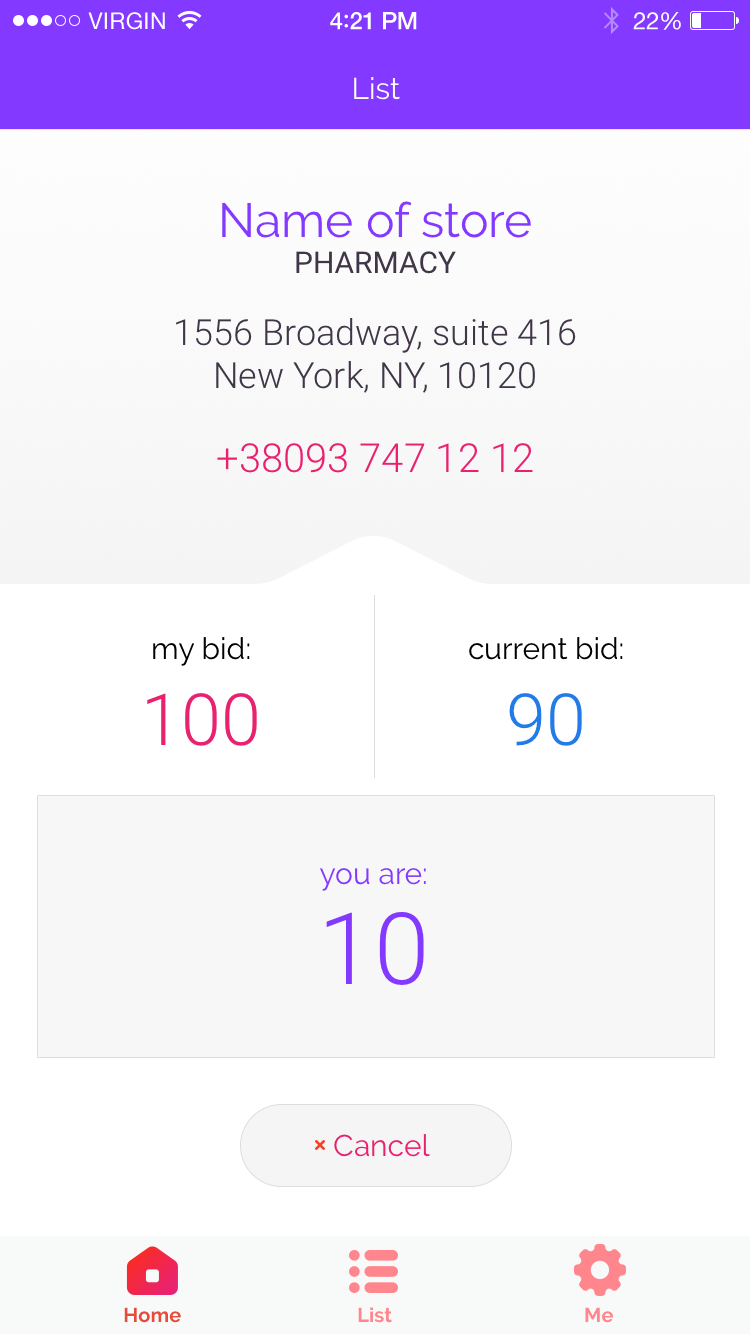 VIRGIN 4:21 PM 22%
List
Name of store
PHARMACY
1556 Broadway, suite 416
New York, NY, 10120
+38093 747 12 12
my bid: current bid:
100 90
you are:
10
× Cancel
Home List Me